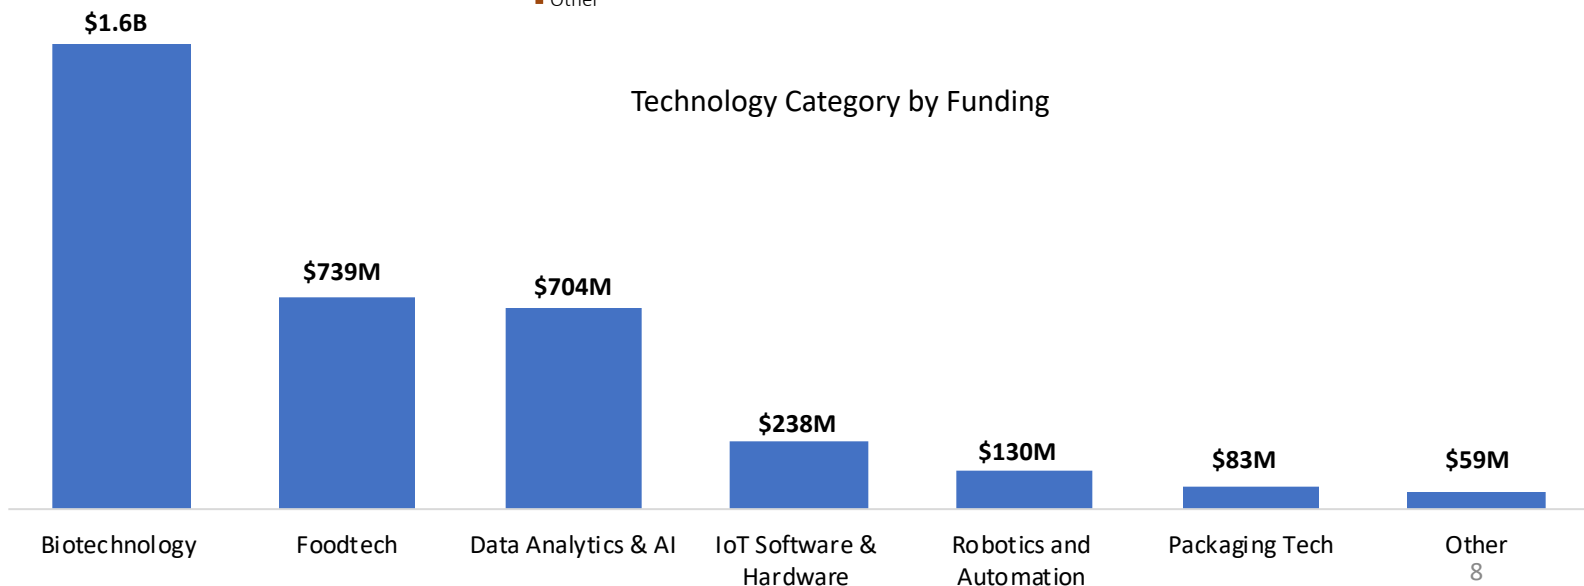 Other
$1.6B
Technology Category by Funding
$739M
$704M
$238M
$130M
$83M
$59M
Biotechnology
Foodtech
Data Analytics & AI
IoT Software &
Hardware
Robotics and
Automation
Packaging Tech
Other
8